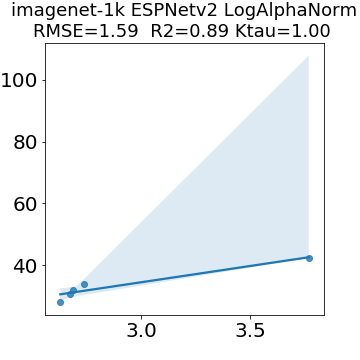 imagenet-1k ESPNetv2 LogAlphaNorm
RMSE=1.59 R2=0.89 Ktau=1.00
100
80
60
40
3.0 3.5